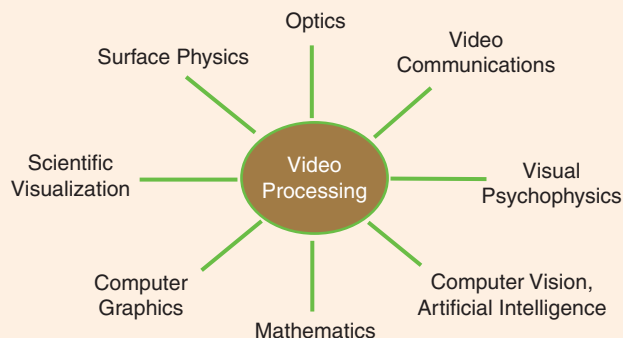 Optics
Video
Communications
Surface Physics
Scientific
Visualization
Video
Processing
Visual
Psychophysics
Computer
Graphics
Computer Vision,
Artificial Intelligence
Mathematics